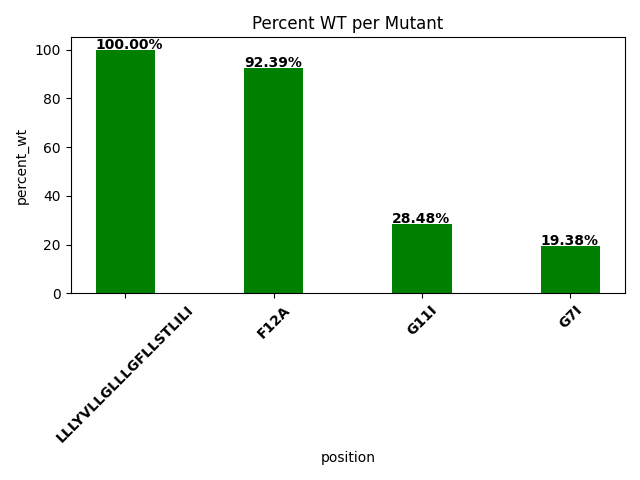 Percent WT per Mutant
100.00%
92.39%
28.48%
19.38%
100
80
60
40
20
0
percent_wt
LLLYVLLGLLLGFLLSTLILI
F12A
G11I
G7I
position